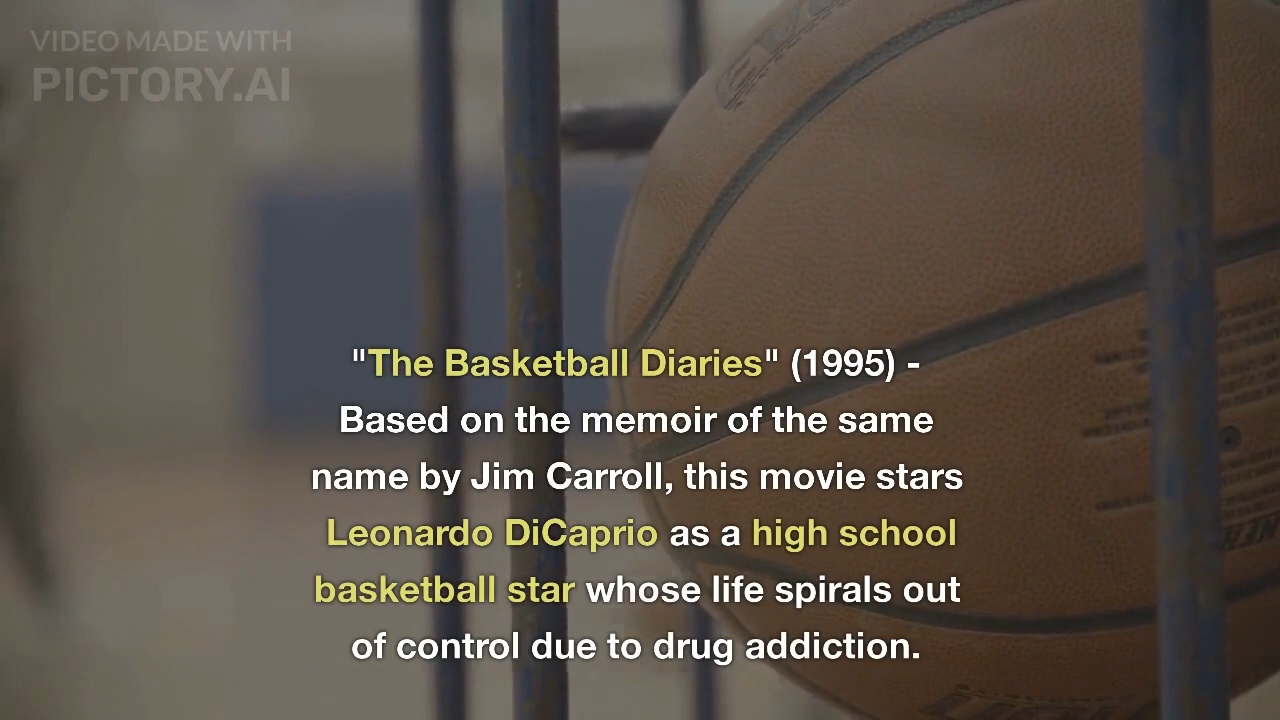 VIDEO MADE WITH
PICTORY.AI
"The Basketball Diaries" (1995) -
Based on the memoir of the same
name by Jim Carroll, this movie stars
Leonardo DiCaprio as a high school
basketball star whose life spirals out
of control due to drug addiction.